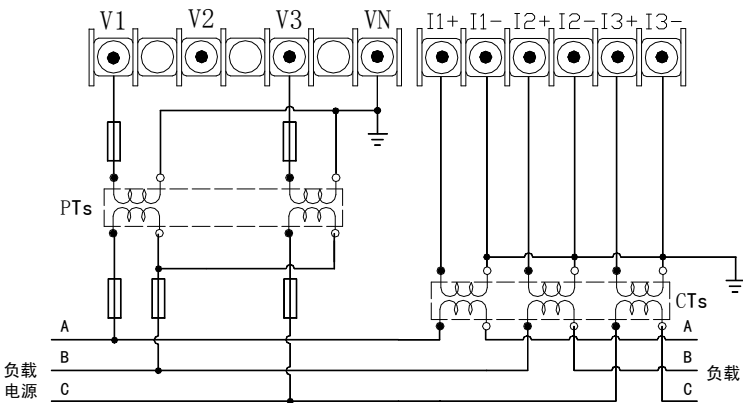 V1 V2 V3 VN I1+ I1- I2+ I2- I3+ I3-
PTs
CTs
A A
B B
负载 负载
电源
C C